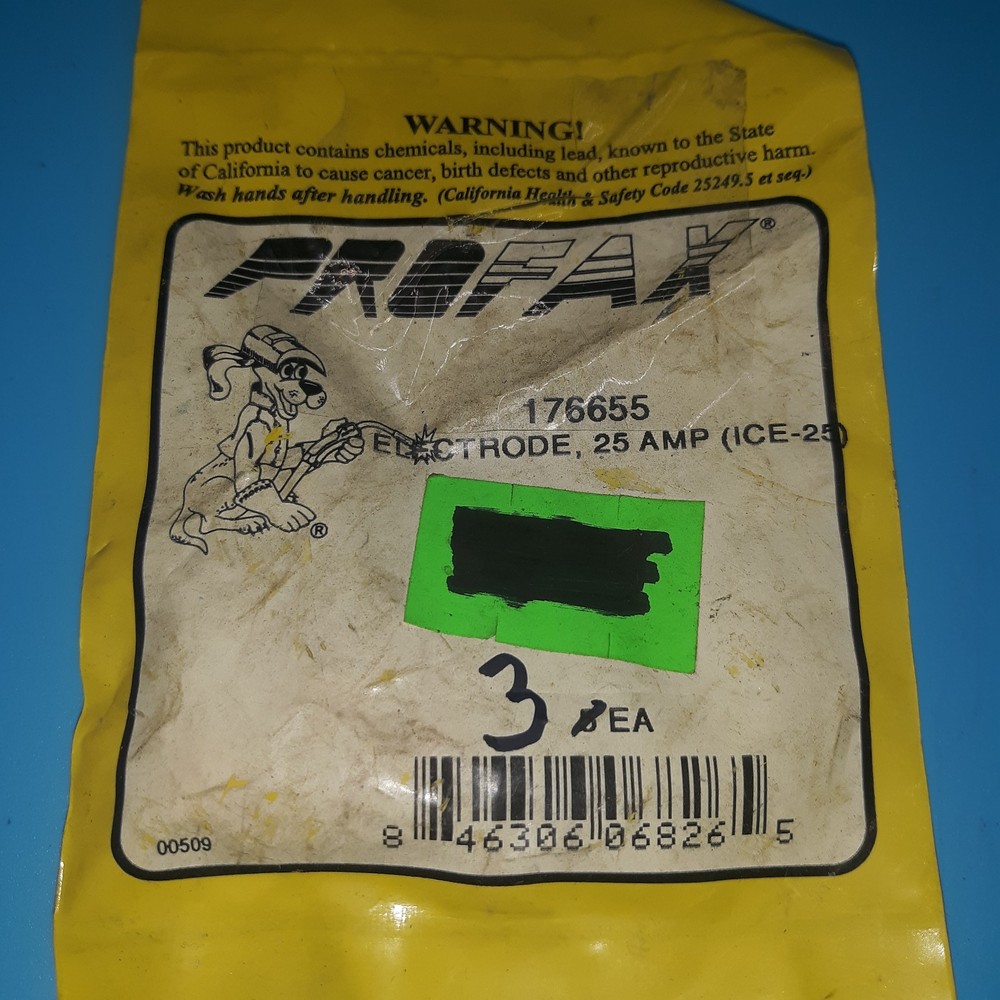 WARNING!
This product contains chemicals, including lead, known to the State
of California to cause cancer, birth defects and other reproductive harm.
Wash hands after handling. (California Health & Safety Code 25249.5 et seq.)
PROFAX®
176655
ELECTRODE, 25 AMP (ICE-25)
®
3 EA
8 46306 06826 5
00509